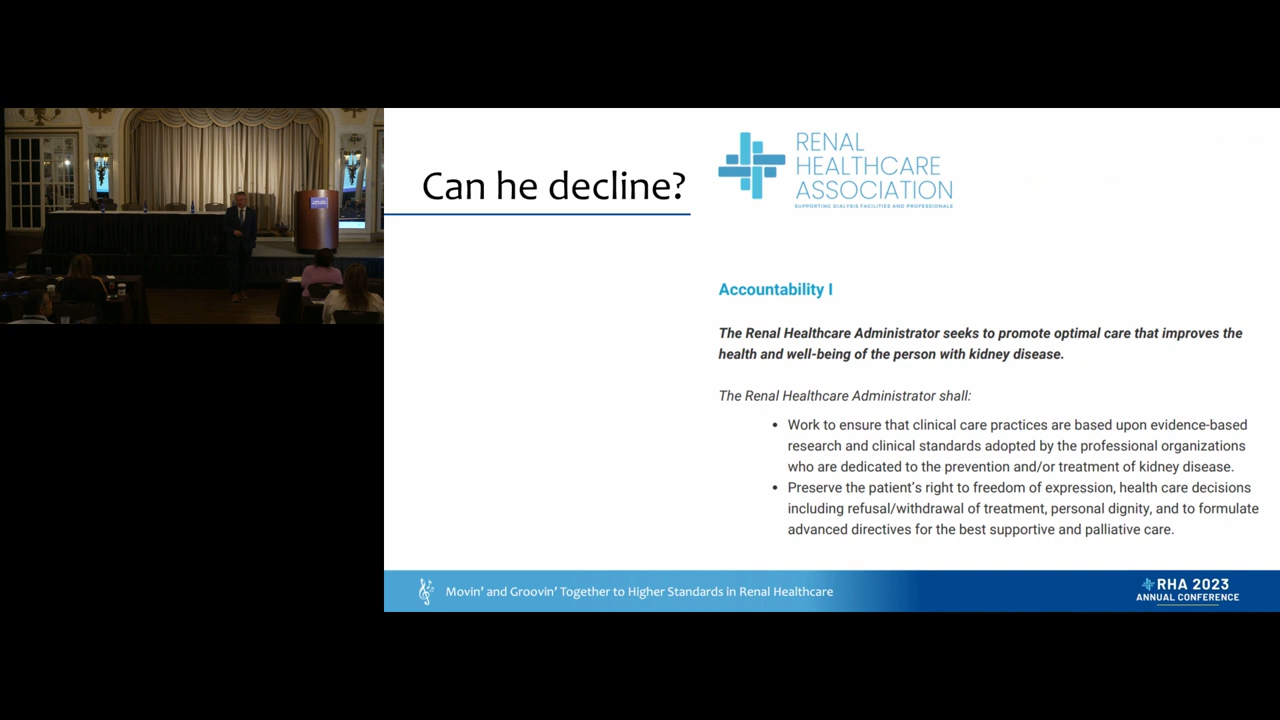 Can he decline?
RENAL
HEALTHCARE
ASSOCIATION
SUPPORTING DIALYSIS FACILITIES AND PROFESSIONALS
Accountability I
The Renal Healthcare Administrator seeks to promote optimal care that improves the
health and well-being of the person with kidney disease.
The Renal Healthcare Administrator shall:
• Work to ensure that clinical care practices are based upon evidence-based
research and clinical standards adopted by the professional organizations
who are dedicated to the prevention and/or treatment of kidney disease.
• Preserve the patient's right to freedom of expression, health care decisions
including refusal/withdrawal of treatment, personal dignity, and to formulate
advanced directives for the best supportive and palliative care.
Movin' and Groovin' Together to Higher Standards in Renal Healthcare
RHA 2023
ANNUAL CONFERENCE